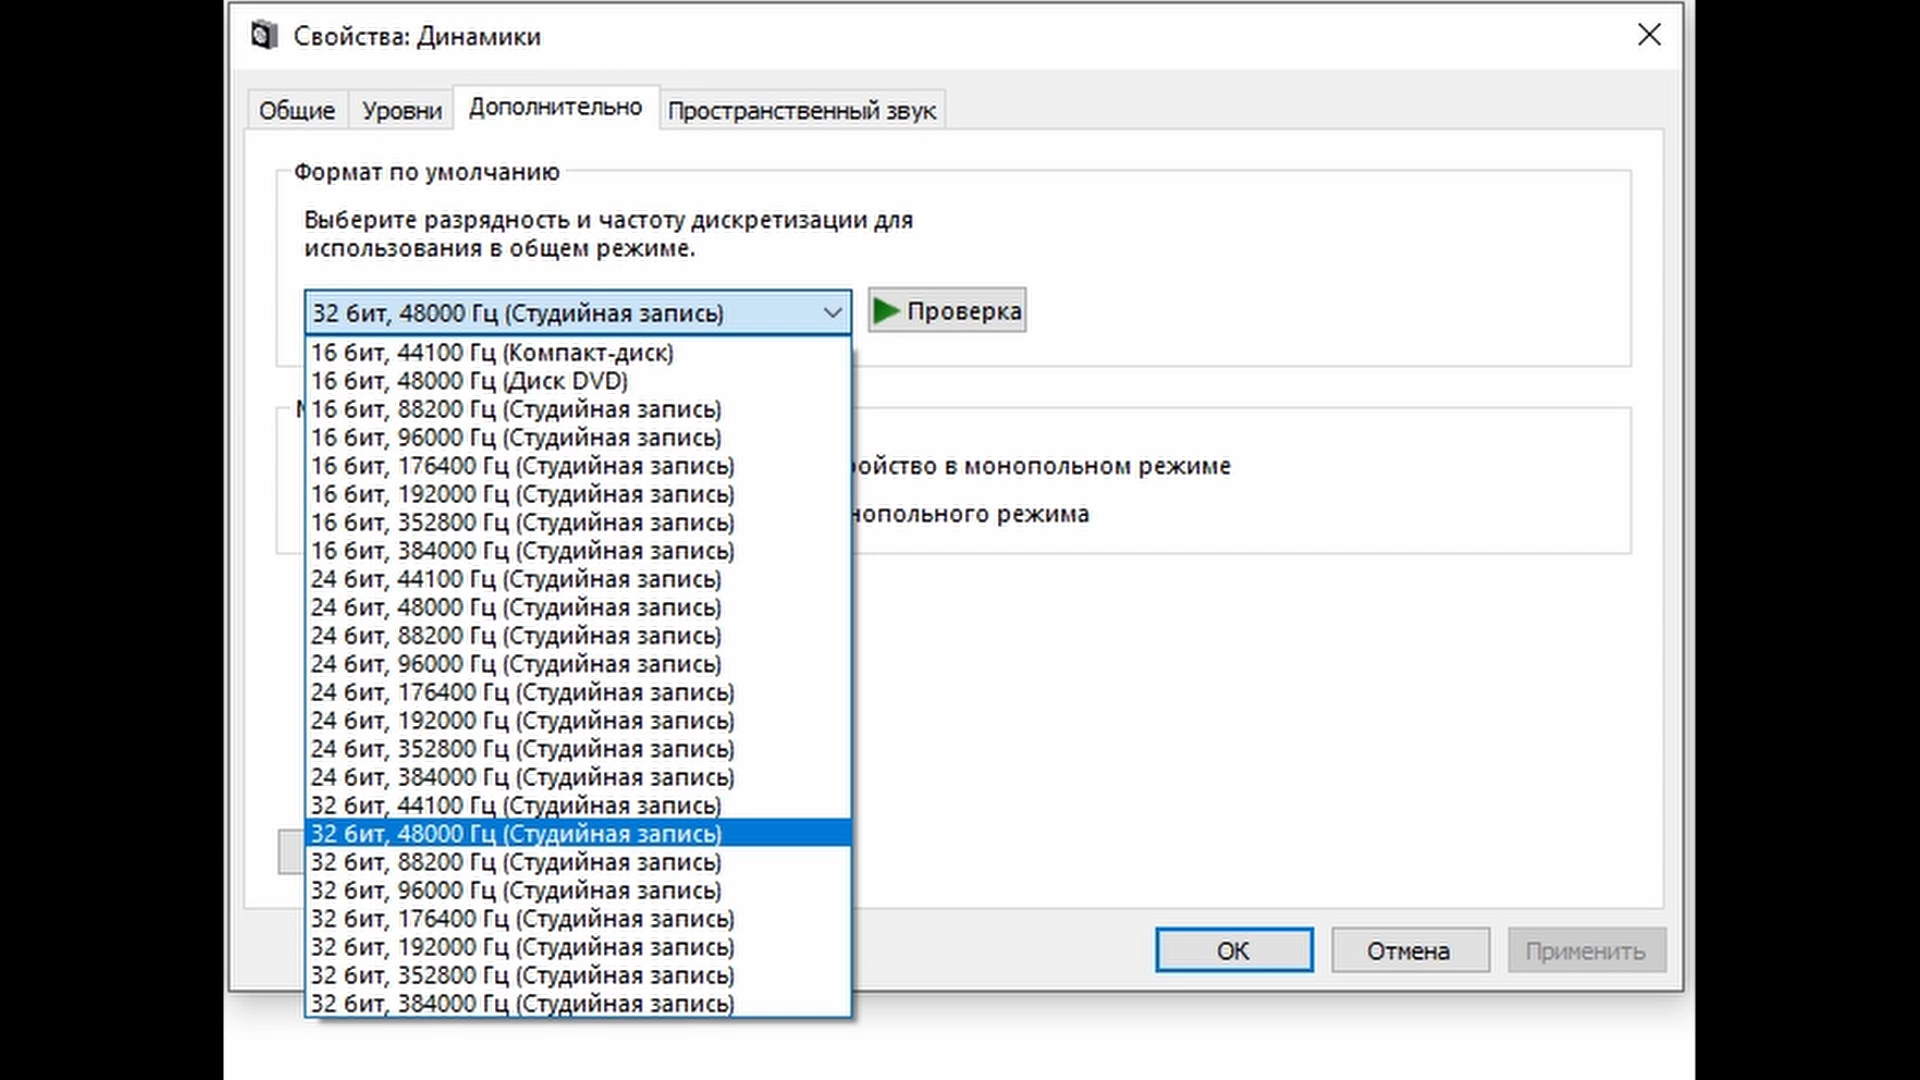 Свойства: Динамики
Общие
Уровни
Дополнительно
Пространственный звук
Формат по умолчанию
Выберите разрядность и частоту дискретизации для
использования в общем режиме.
32 бит, 48000 Гц (Студийная запись)
Проверка
16 бит, 44100 Гц (Компакт-диск)
16 бит, 48000 Гц (Диск DVD)
16 бит, 88200 Гц (Студийная запись)
16 бит, 96000 Гц (Студийная запись)
16 бит, 176400 Гц (Студийная запись)
16 бит, 192000 Гц (Студийная запись)
16 бит, 352800 Гц (Студийная запись)
16 бит, 384000 Гц (Студийная запись)
24 бит, 44100 Гц (Студийная запись)
24 бит, 48000 Гц (Студийная запись)
24 бит, 88200 Гц (Студийная запись)
24 бит, 96000 Гц (Студийная запись)
24 бит, 176400 Гц (Студийная запись)
24 бит, 192000 Гц (Студийная запись)
24 бит, 352800 Гц (Студийная запись)
24 бит, 384000 Гц (Студийная запись)
32 бит, 44100 Гц (Студийная запись)
32 бит, 48000 Гц (Студийная запись)
32 бит, 88200 Гц (Студийная запись)
32 бит, 96000 Гц (Студийная запись)
32 бит, 176400 Гц (Студийная запись)
32 бит, 192000 Гц (Студийная запись)
32 бит, 352800 Гц (Студийная запись)
32 бит, 384000 Гц (Студийная запись)
ройство в монопольном режиме
нопольного режима
ОК
Отмена
Применить